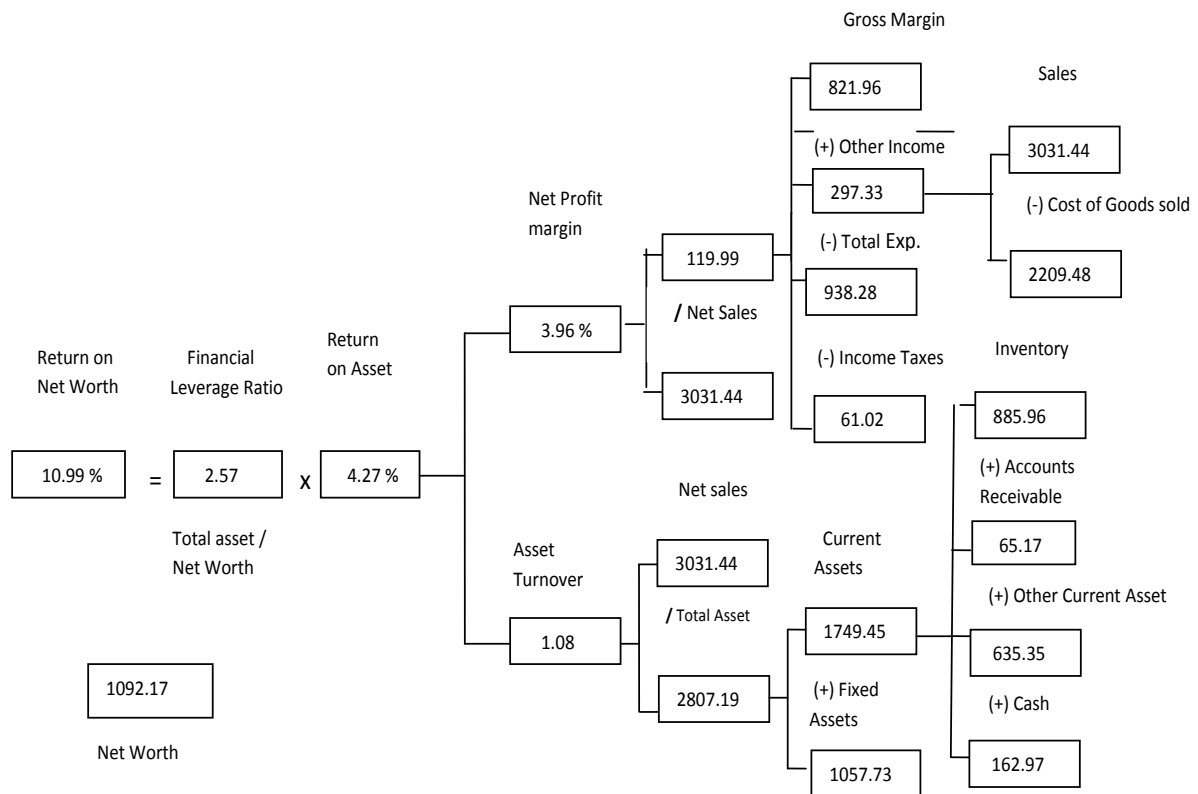 Gross Margin
821.96
Sales
(+) Other Income
3031.44
297.33
(-) Cost of Goods sold
Net Profit
margin
(-) Total Exp.
119.99
2209.48
938.28
/ Net Sales
3.96 %
Return on
Net Worth
Financial
Leverage Ratio
Return
on Asset
(-) Income Taxes
Inventory
3031.44
61.02
885.96
10.99 %
=
2.57
x
4.27 %
(+) Accounts
Receivable
Net sales
Total asset /
Net Worth
Asset
Turnover
3031.44
Current
Assets
65.17
/ Total Asset
(+) Other Current Asset
1.08
1749.45
635.35
1092.17
2807.19
(+) Fixed
Assets
(+) Cash
Net Worth
1057.73
162.97